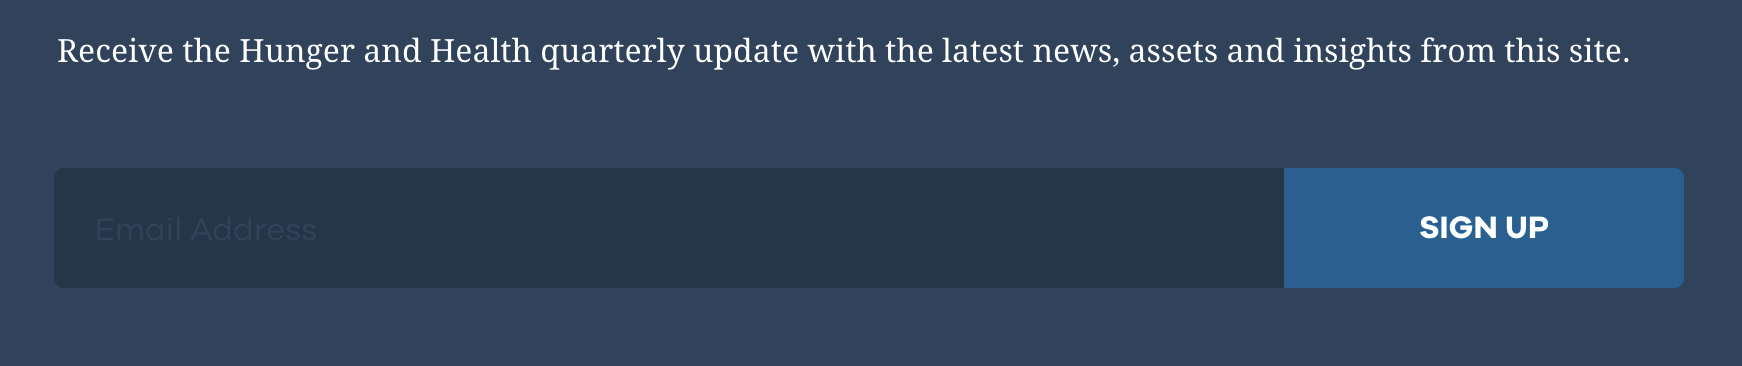 Receive the Hunger and Health quarterly update with the latest news, assets and insights from this site.
Email Address
SIGN UP